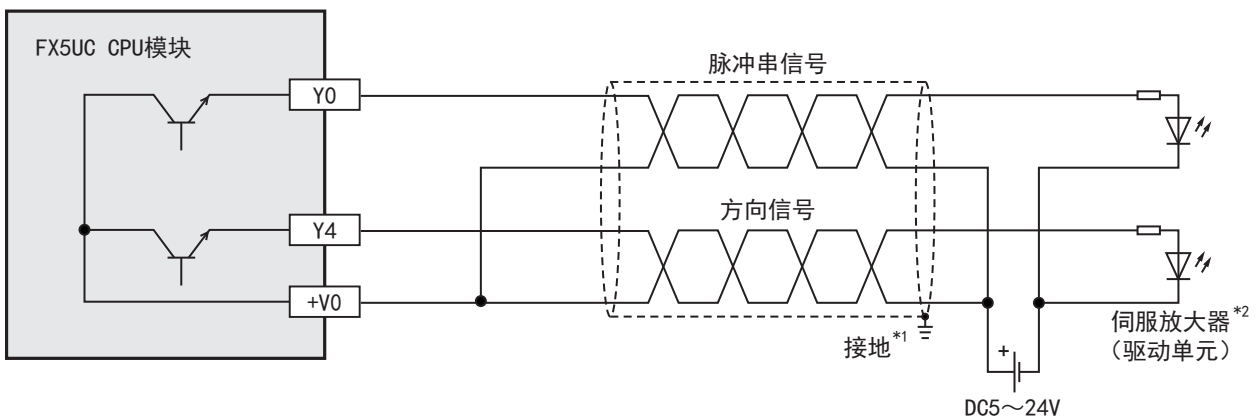 FX5UC CPU模块
脉冲串信号
Y0
方向信号
Y4
+V0
接地*1
伺服放大器*2
（驱动单元）
+
DC5～24V